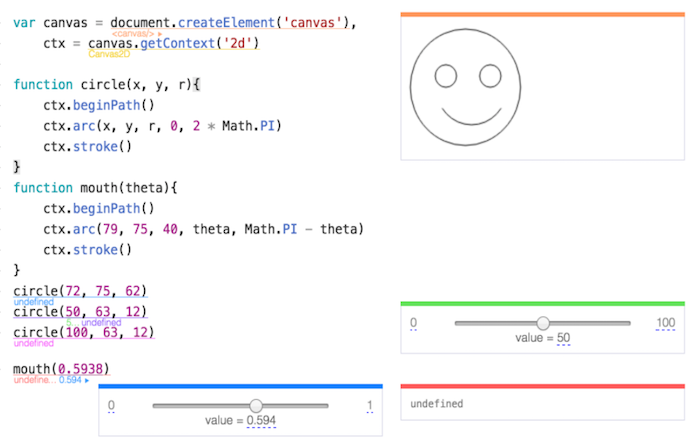 var canvas = document.createElement('canvas'),
<canvas/> ▸
ctx = canvas.getContext('2d')
Canvas2D
function circle(x, y, r){
ctx.beginPath()
ctx.arc(x, y, r, 0, 2 * Math.PI)
ctx.stroke()
}
function mouth(theta){
ctx.beginPath()
ctx.arc(79, 75, 40, theta, Math.PI - theta)
ctx.stroke()
}
circle(72, 75, 62)
undefined
circle(50, 63, 12)
5... undefined
circle(100, 63, 12)
undefined
mouth(0.5938)
undefine... 0.594 ▸
0 1
value = 0.594
0 100
value = 50
undefined